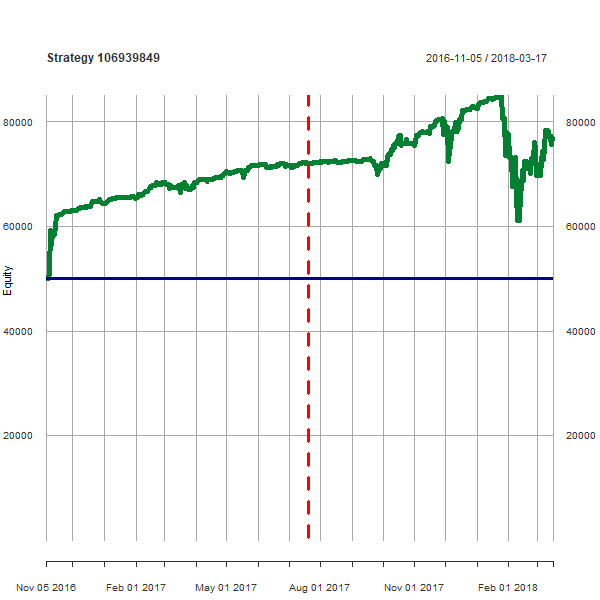 Strategy 106939849 2016-11-05 / 2018-03-17
80000 80000
60000 60000
Equity
40000 40000
20000 20000
Nov 05 2016 Feb 01 2017 May 01 2017 Aug 01 2017 Nov 01 2017 Feb 01 2018